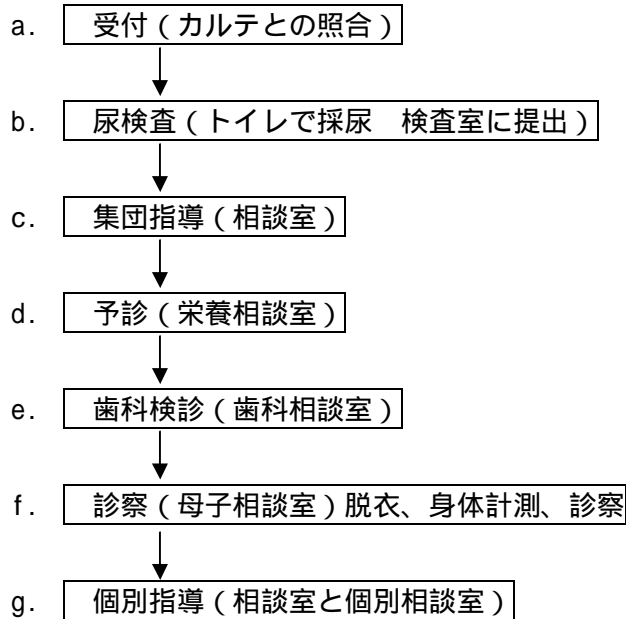 a. 受付（カルテとの照合）
b. 尿検査（トイレで採尿　検査室に提出）
c. 集団指導（相談室）
d. 予診（栄養相談室）
e. 歯科検診（歯科相談室）
f. 診察（母子相談室）脱衣、身体計測、診察
g. 個別指導（相談室と個別相談室）